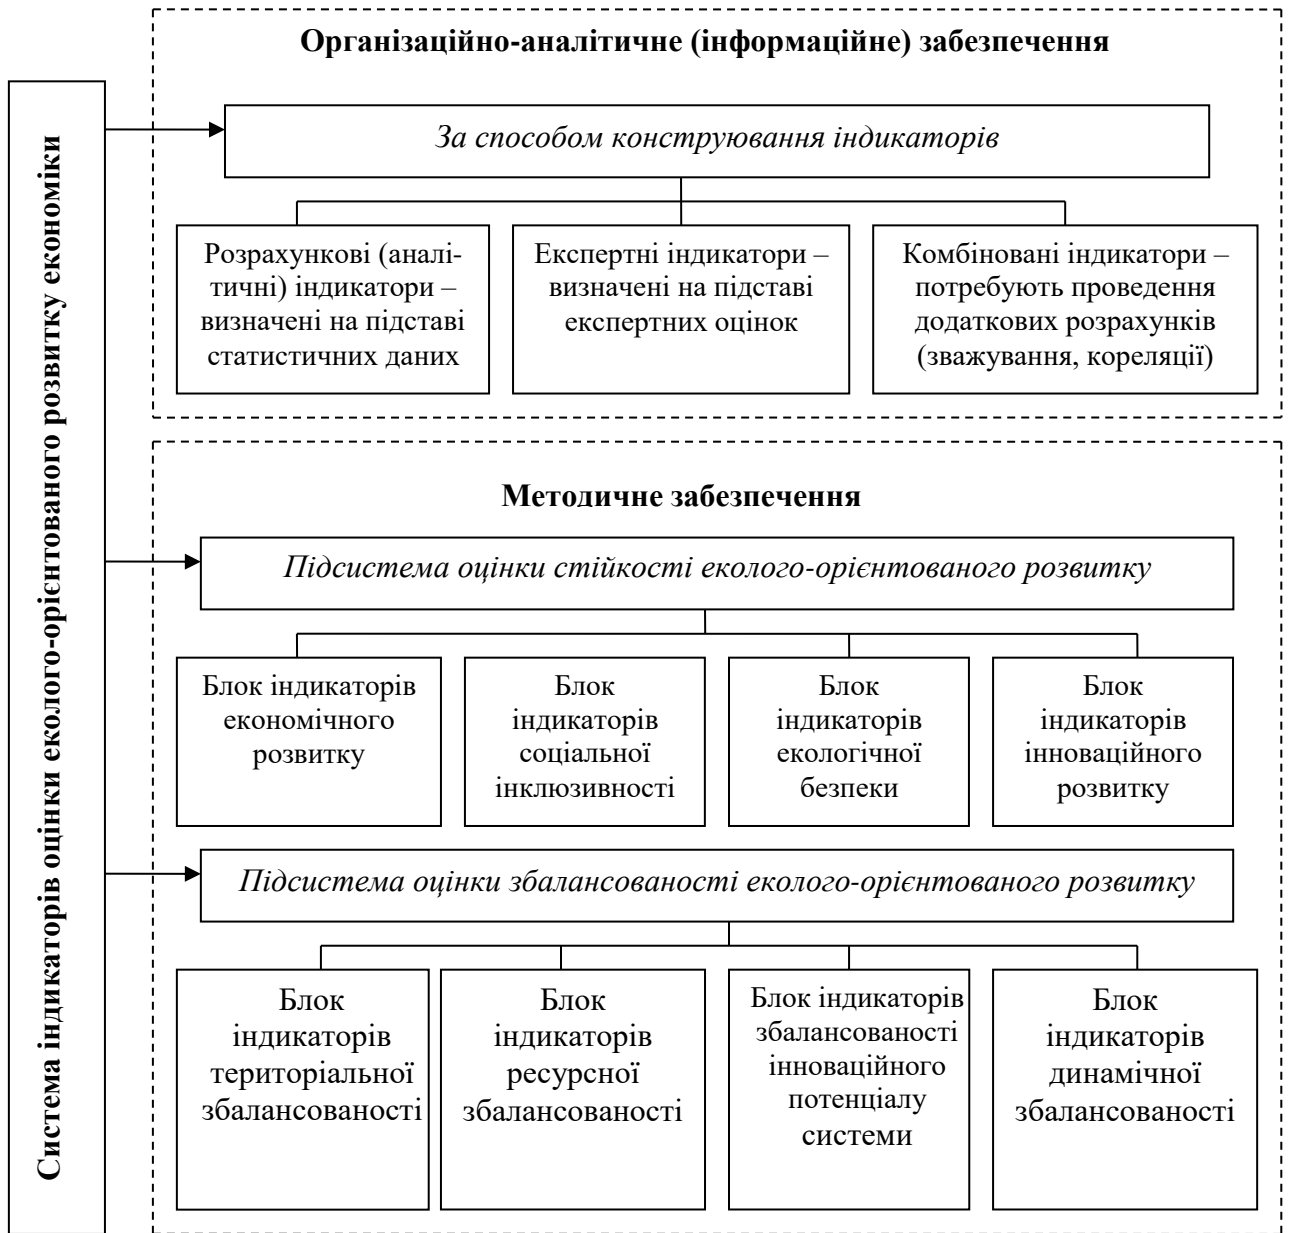 Система індикаторів оцінки еколого-орієнтованого розвитку економіки
Організаційно-аналітичне (інформаційне) забезпечення
За способом конструювання індикаторів
Розрахункові (аналі-
тичні) індикатори –
визначені на підставі
статистичних даних
Експертні індикатори –
визначені на підставі
експертних оцінок
Комбіновані індикатори –
потребують проведення
додаткових розрахунків
(зважування, кореляції)
Методичне забезпечення
Підсистема оцінки стійкості еколого-орієнтованого розвитку
Блок індикаторів
економічного
розвитку
Блок
індикаторів
соціальної
інклюзивності
Блок
індикаторів
екологічної
безпеки
Блок
індикаторів
інноваційного
розвитку
Підсистема оцінки збалансованості еколого-орієнтованого розвитку
Блок
індикаторів
територіальної
збалансованості
Блок
індикаторів
ресурсної
збалансованості
Блок індикаторів
збалансованості
інноваційного
потенціалу
системи
Блок
індикаторів
динамічної
збалансованості